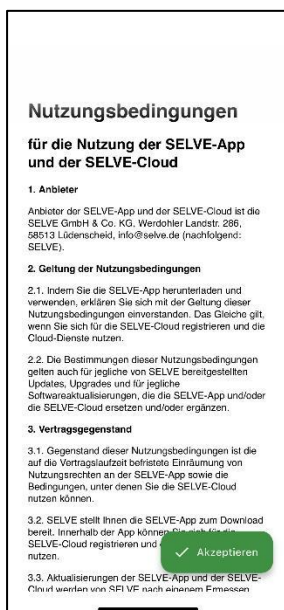 Nutzungsbedingungen
für die Nutzung der SELVE-App
und der SELVE-Cloud
1. Anbieter
Anbieter der SELVE-App und der SELVE-Cloud ist die
SELVE GmbH & Co. KG, Werdohler Landstr. 286,
58513 Lüdenscheid, info@selve.de (nachfolgend:
SELVE).
2. Geltung der Nutzungsbedingungen
2.1. Indem Sie die SELVE-App herunterladen und
verwenden, erklären Sie sich mit der Geltung dieser
Nutzungsbedingungen einverstanden. Das Gleiche gilt,
wenn Sie sich für die SELVE-Cloud registrieren und die
Cloud-Dienste nutzen.
2.2. Die Bestimmungen dieser Nutzungsbedingungen
gelten auch für jegliche von SELVE bereitgestellten
Updates, Upgrades und für jegliche
Softwareaktualisierungen, die die SELVE-App und/oder
die SELVE-Cloud ersetzen und/oder ergänzen.
3. Vertragsgegenstand
3.1. Gegenstand dieser Nutzungsbedingungen ist die
auf die Vertragslaufzeit befristete Einräumung von
Nutzungsrechten an der SELVE-App sowie die
Bedingungen, unter denen Sie die SELVE-Cloud
nutzen können.
3.2. SELVE stellt Ihnen die SELVE-App zum Download
bereit. Innerhalb der App können Sie sich für die
SELVE-Cloud registrieren und
nutzen.
Akzeptieren
3.3. Aktualisierungen der SELVE-App und der SELVE-
Cloud werden von SELVE nach eigenem Ermessen